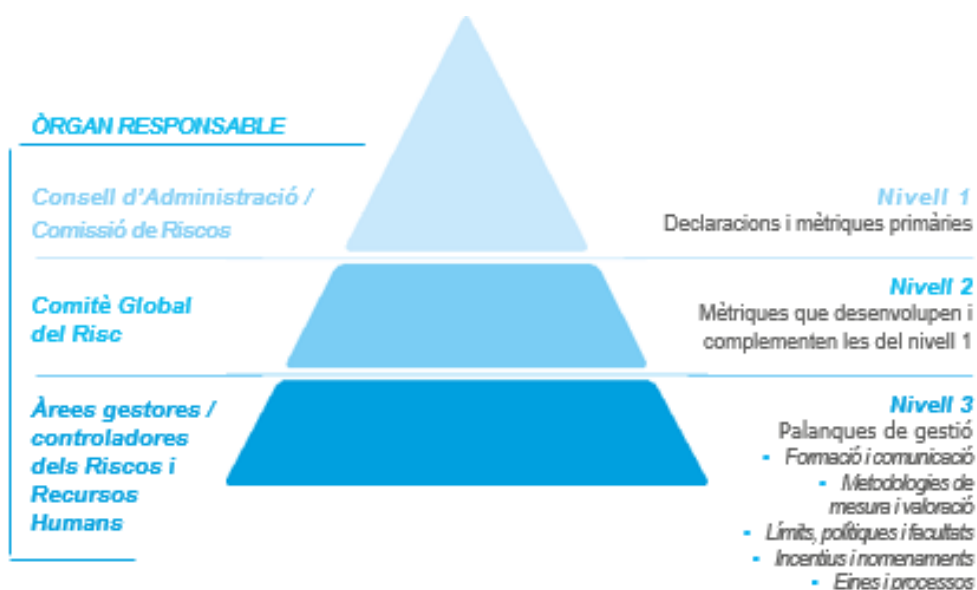 ÒRGAN RESPONSABLE
Consell d'Administració /
Comissió de Riscos
Nivell 1
Declaracions i mètriques primàries
Comitè Global
del Risc
Nivell 2
Mètriques que desenvolupen i
complementen les del nivell 1
Àrees gestores /
controladores
dels Riscos i
Recursos
Humans
Nivell 3
Palanques de gestió
- Formació i comunicació
- Metodologies de
mesura i valoració
- Límits, polítiques i facultats
- Incentius i nomenaments
- Eines i processos